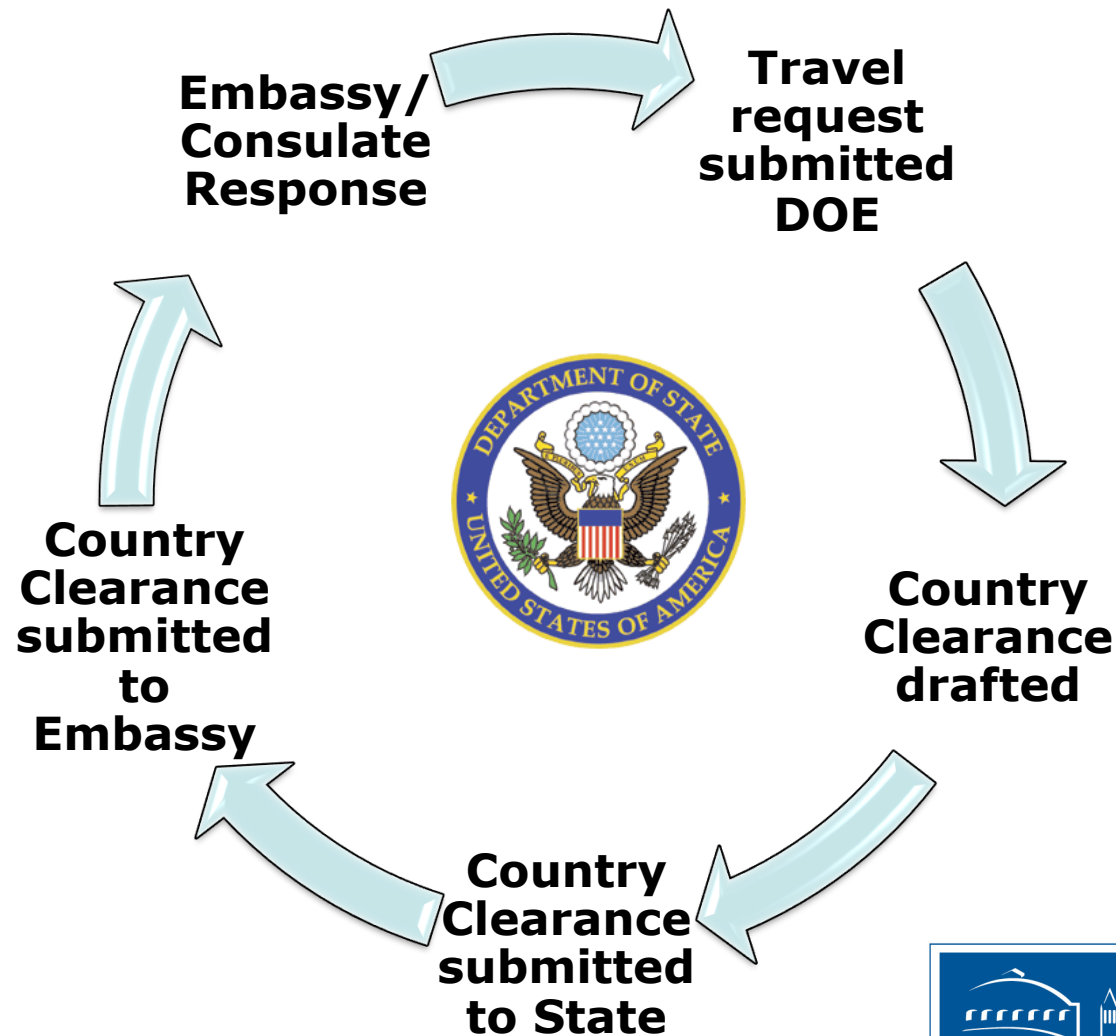 Embassy/
Consulate
Response
Travel
request
submitted
DOE
Country
Clearance
drafted
Country
Clearance
submitted
to State
Country
Clearance
submitted
to
Embassy
DEPARTMENT OF STATE
UNITED STATES OF AMERICA